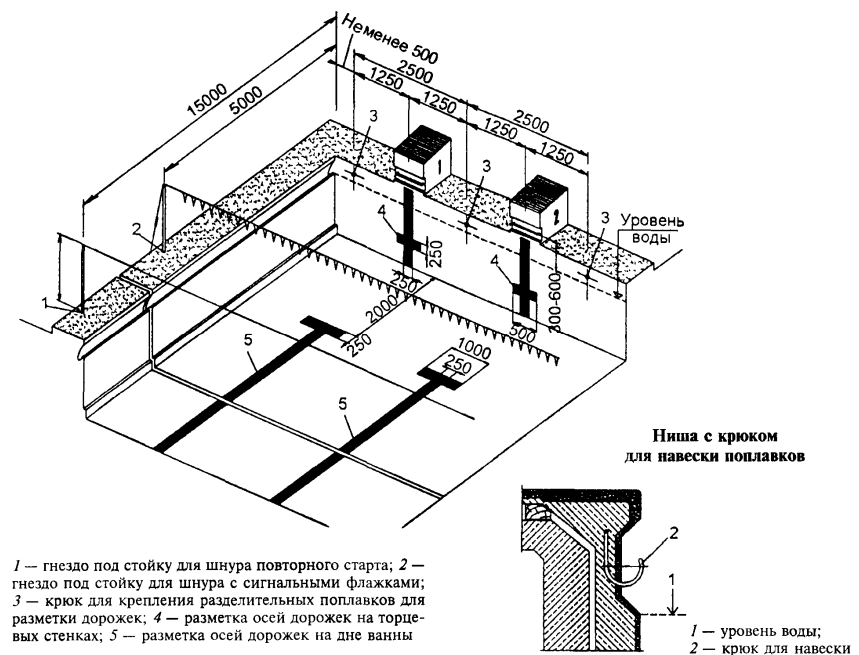 Не менее 500
2500
1250
1250
2500
1250
1250
15000
5000
3
3
3
1
2
Уровень
воды
4
4
250
250
2000
300-600
500
2
1
5
250
1000
250
5
Ниша с крюком
для навески поплавков
2
1
1 — гнездо под стойку для шнура повторного старта; 2 —
гнездо под стойку для шнура с сигнальными флажками;
3 — крюк для крепления разделительных поплавков для
разметки дорожек; 4 — разметка осей дорожек на торце-
вых стенках; 5 — разметка осей дорожек на дне ванны
1 — уровень воды;
2 — крюк для навески